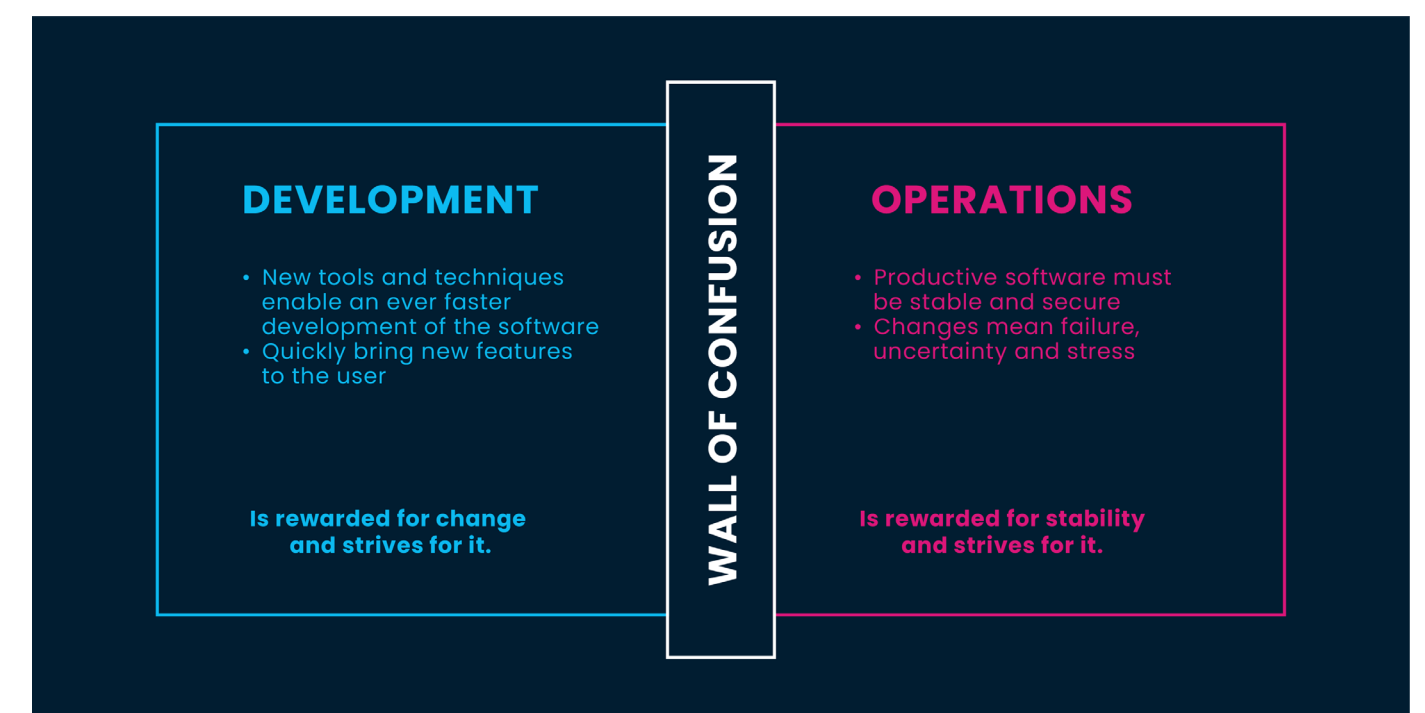 DEVELOPMENT
• New tools and techniques
enable an ever faster
development of the software
• Quickly bring new features
to the user
Is rewarded for change
and strives for it.
WALL OF CONFUSION
OPERATIONS
• Productive software must
be stable and secure
• Changes mean failure,
uncertainty and stress
Is rewarded for stability
and strives for it.